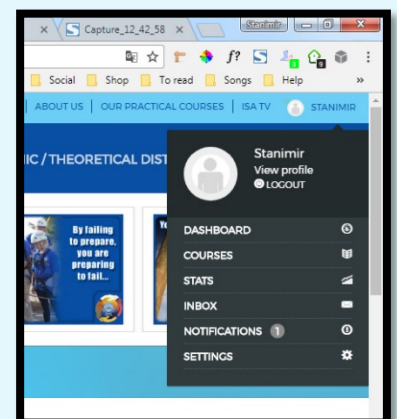 Stanimir
Capture_12_42_58
f?
Social Shop To read Songs Help »
ABOUT US | OUR PRACTICAL COURSES | ISA TV STANIMIR
IC / THEORETICAL DIST
Stanimir
View profile
LOGOUT
By failing
to prepare,
you are
preparing
to fail...
DASHBOARD
COURSES
STATS
INBOX
NOTIFICATIONS 1
SETTINGS